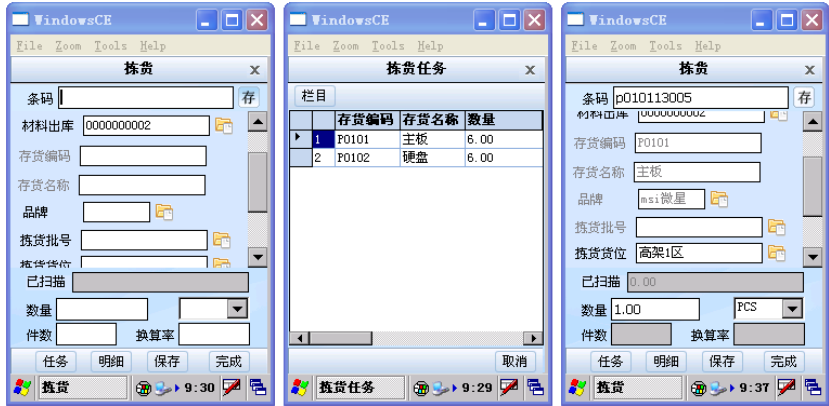 WindowsCE
File Zoom Tools Help
拣货 x
条码 存
材料出库 0000000002
存货编码
存货名称
品牌
拣货批号
拣货货位
已扫描
数量
件数 换算率
任务 明细 保存 完成
拣货 9:30
WindowsCE
File Zoom Tools Help
拣货任务 x
栏目
存货编码 存货名称 数量
1 P0101 主板 6.00
2 P0102 硬盘 6.00
取消
拣货任务 9:29
WindowsCE
File Zoom Tools Help
拣货 x
条码 p010113005 存
材料出库 0000000002
存货编码 P0101
存货名称 主板
品牌 msi微星
拣货批号
拣货货位 高架1区
已扫描 0.00
数量 1.00 PCS
件数 换算率
任务 明细 保存 完成
拣货 9:37